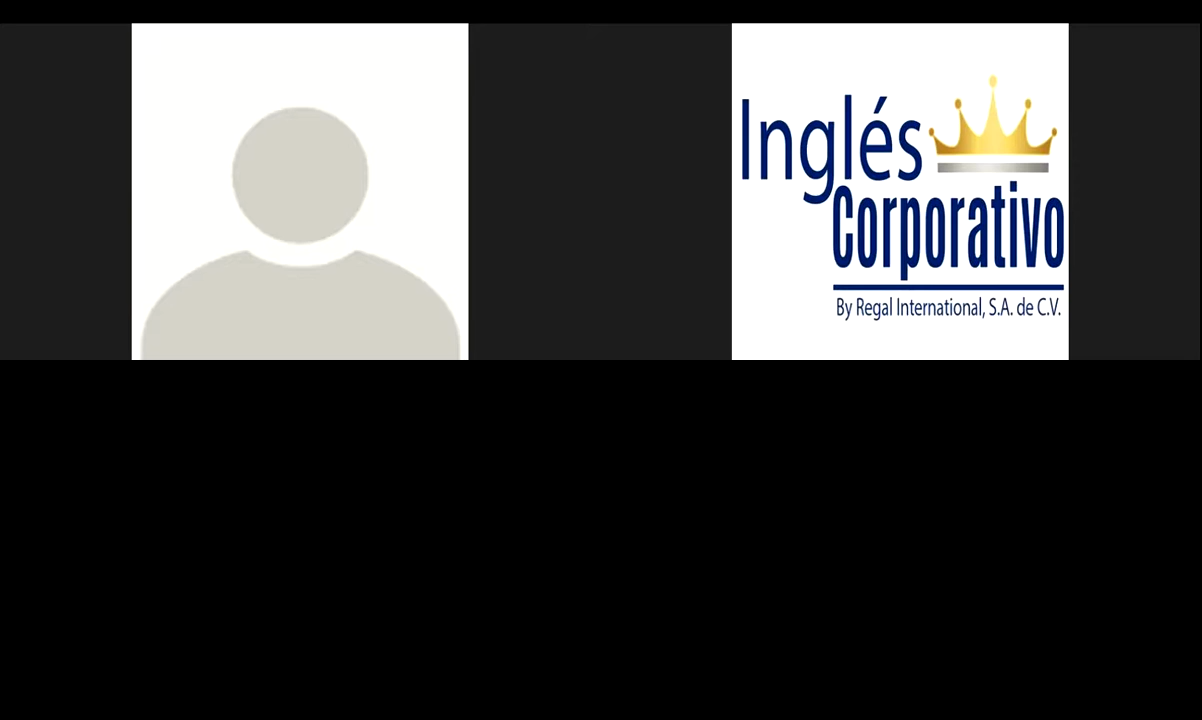 Inglés
Corporativo
By Regal International, S.A. de C.V.